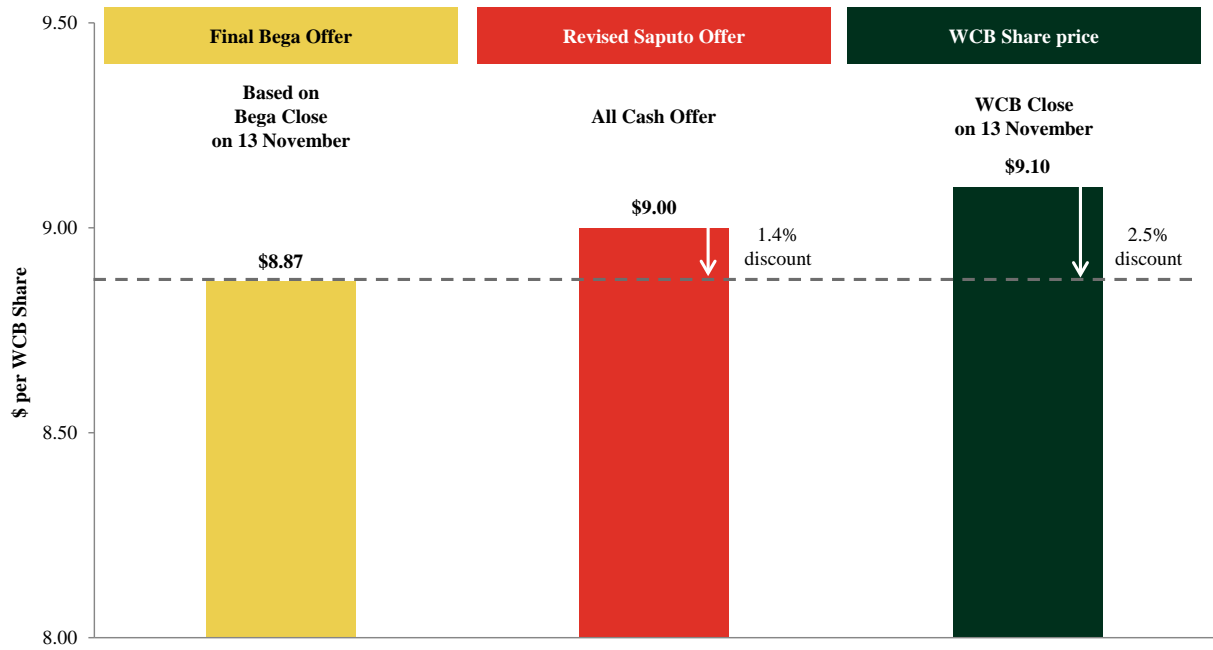 9.50
Final Bega Offer
Revised Saputo Offer
WCB Share price
Based on
Bega Close
on 13 November
All Cash Offer
WCB Close
on 13 November
$9.10
$9.00
9.00
1.4%
discount
2.5%
discount
$8.87
$ per WCB Share
8.50
8.00